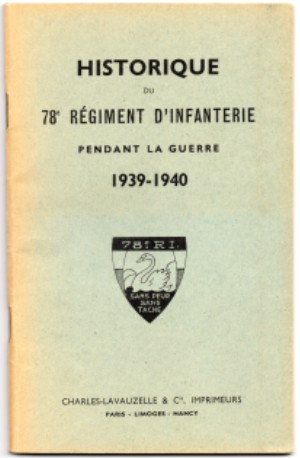 HISTORIQUE
DU
78e RÉGIMENT D'INFANTERIE
PENDANT LA GUERRE
1939-1940
78e R.I.
SANS PEUR
SANS
TACHE
CHARLES-LAVAUZELLE & Cie, IMPRIMEURS
PARIS - LIMOGES - NANCY